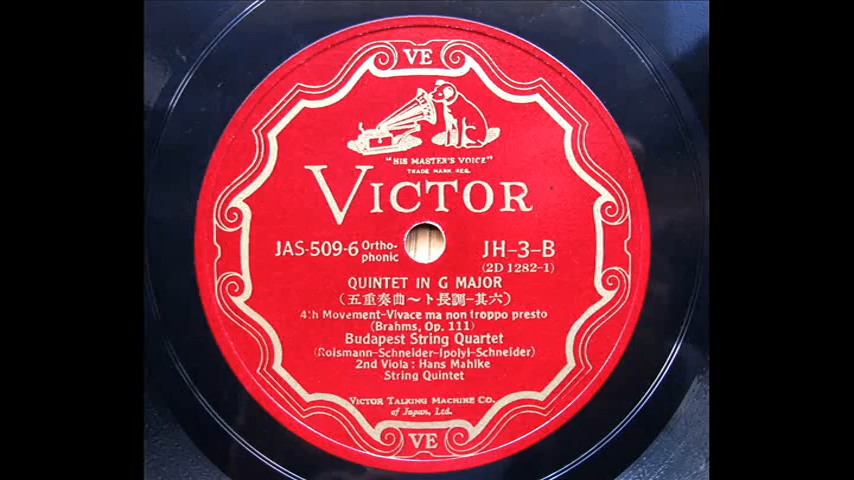 VE
"HIS MASTER'S VOICE"
TRADE MARK REG.
VICTOR
JAS-509-6 Ortho-phonic JH-3-B
(2D 1282-1)
QUINTET IN G MAJOR
(五重奏曲〜ト長調-其六)
4th Movement-Vivace ma non troppo presto
(Brahms, Op. 111)
Budapest String Quartet
(Roismann-Schneider-Ipolyi-Schneider)
2nd Viola: Hans Mahlke
String Quintet
VICTOR TALKING MACHINE CO.
of Japan, Ltd.
VE